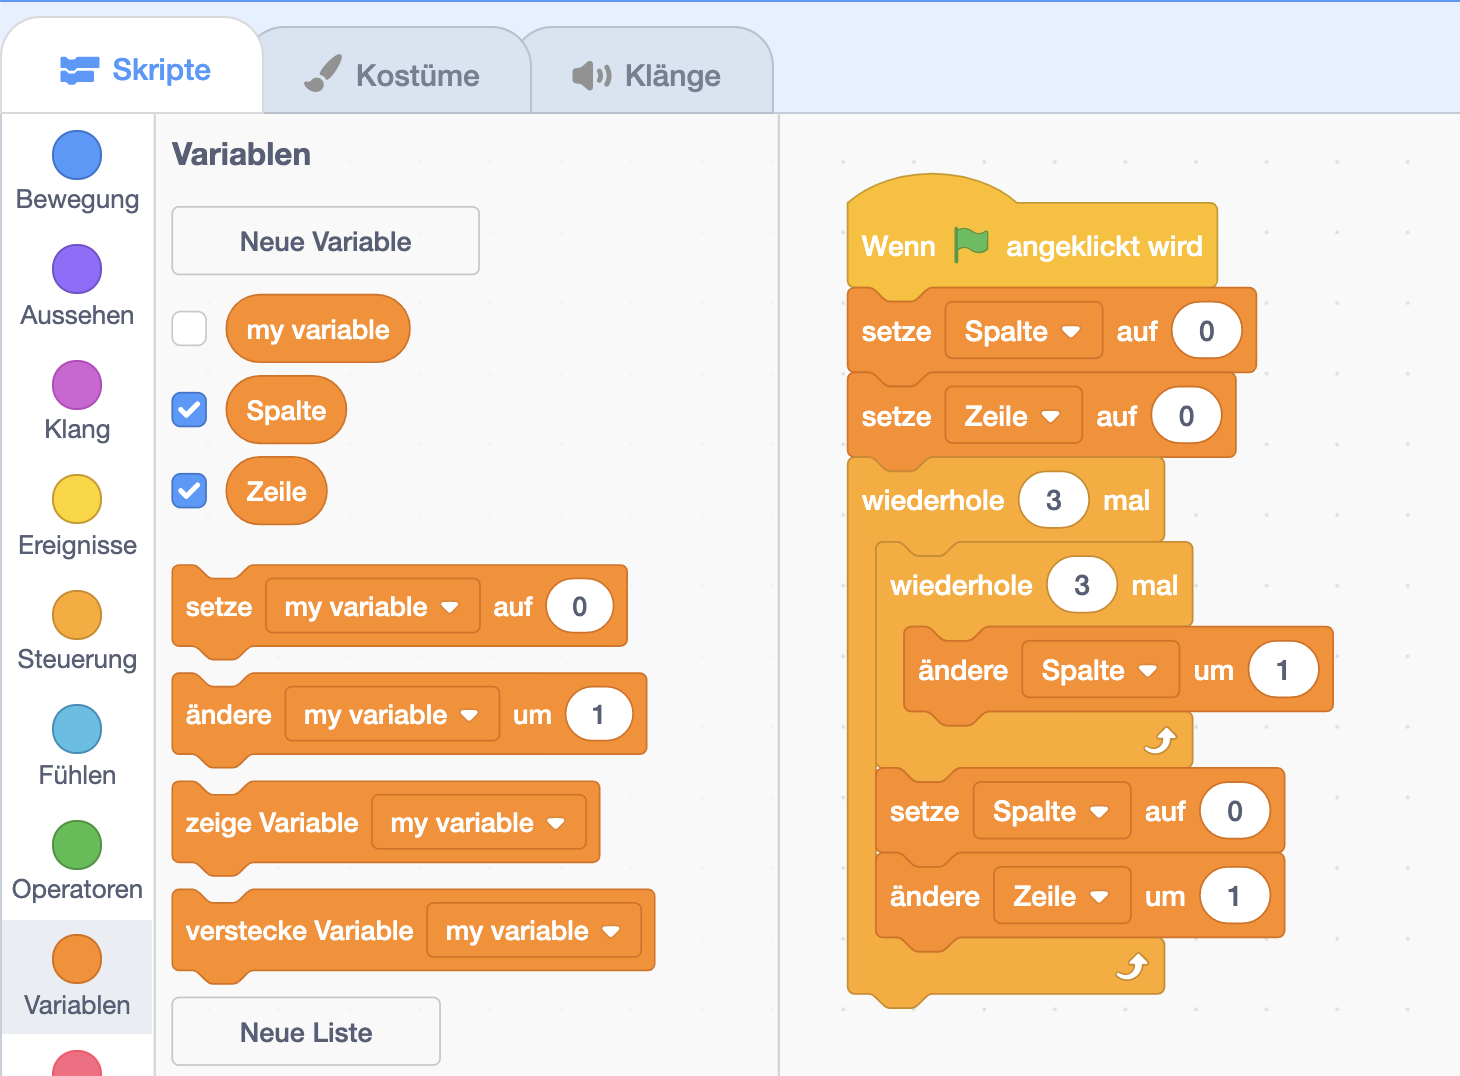 Skripte
Kostüme
Klänge
Bewegung
Aussehen
Klang
Ereignisse
Steuerung
Fühlen
Operatoren
Variablen
Variablen
Neue Variable
my variable
Spalte
Zeile
setze my variable auf 0
ändere my variable um 1
zeige Variable my variable
verstecke Variable my variable
Neue Liste
Wenn angeklickt wird
setze Spalte auf 0
setze Zeile auf 0
wiederhole 3 mal
wiederhole 3 mal
ändere Spalte um 1
setze Spalte auf 0
ändere Zeile um 1